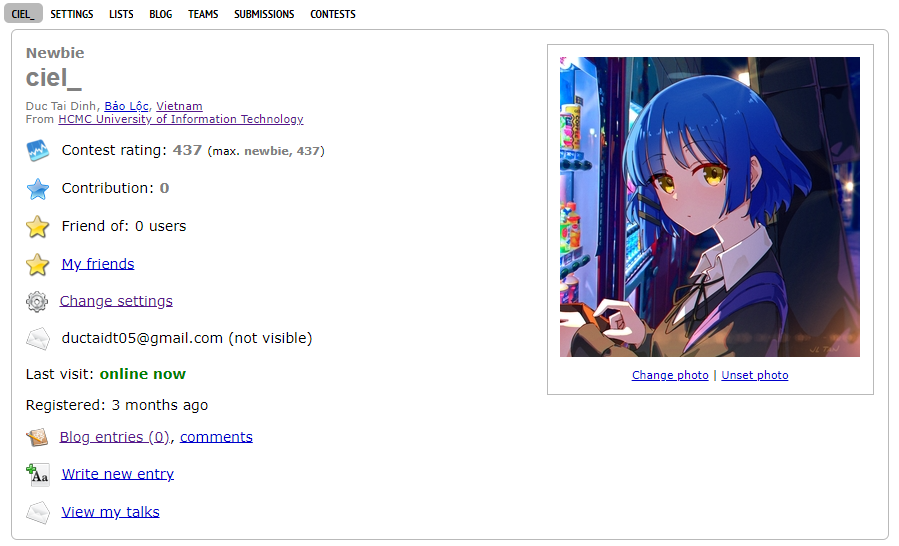 CIEL_ SETTINGS LISTS BLOG TEAMS SUBMISSIONS CONTESTS
Newbie
ciel_
Duc Tai Dinh, Bảo Lộc, Vietnam
From HCMC University of Information Technology
Contest rating: 437 (max. newbie, 437)
Contribution: 0
Friend of: 0 users
My friends
Change settings
ductaidt05@gmail.com (not visible)
Last visit: online now
Registered: 3 months ago
Blog entries (0), comments
Aa Write new entry
View my talks
Change photo | Unset photo